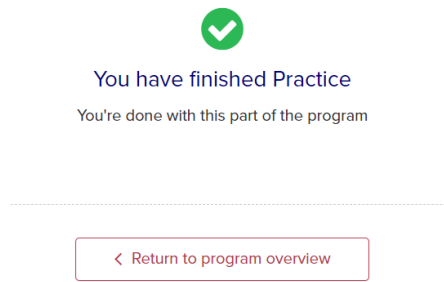 You have finished Practice
You're done with this part of the program
Return to program overview